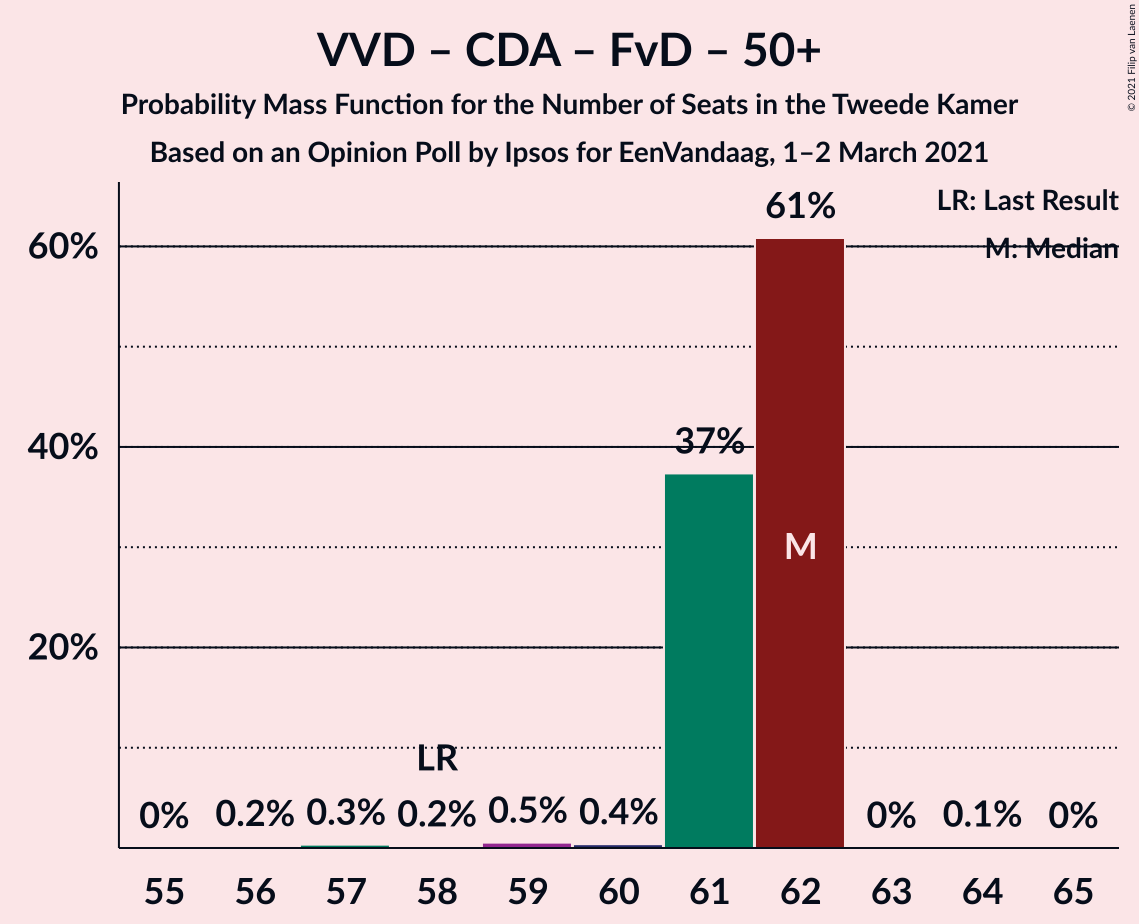 VVD – CDA – FvD – 50+
Probability Mass Function for the Number of Seats in the Tweede Kamer
Based on an Opinion Poll by Ipsos for EenVandaag, 1–2 March 2021
© 2021 Filip van Laenen
LR: Last Result
M: Median
61%
60%
37%
40%
M
20%
LR
0% 0.2% 0.3% 0.2% 0.5% 0.4% 0% 0.1% 0%
55 56 57 58 59 60 61 62 63 64 65